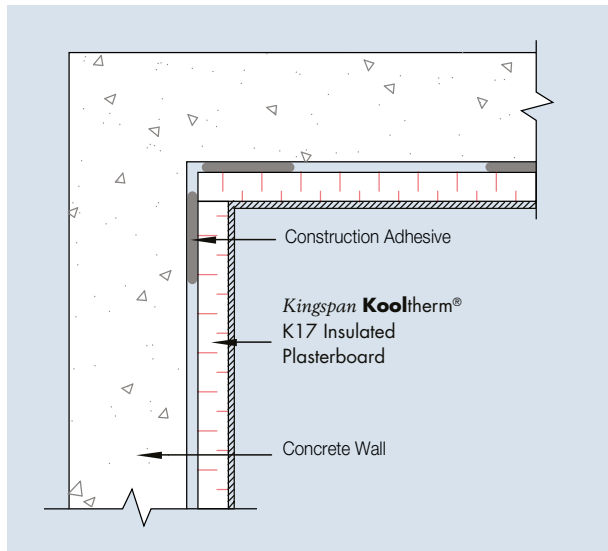 Construction Adhesive
Kingspan Kooltherm®
K17 Insulated
Plasterboard
Concrete Wall